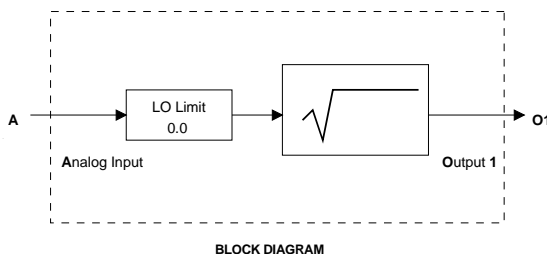 LO Limit
0.0
A
O1
Analog Input
Output 1
BLOCK DIAGRAM